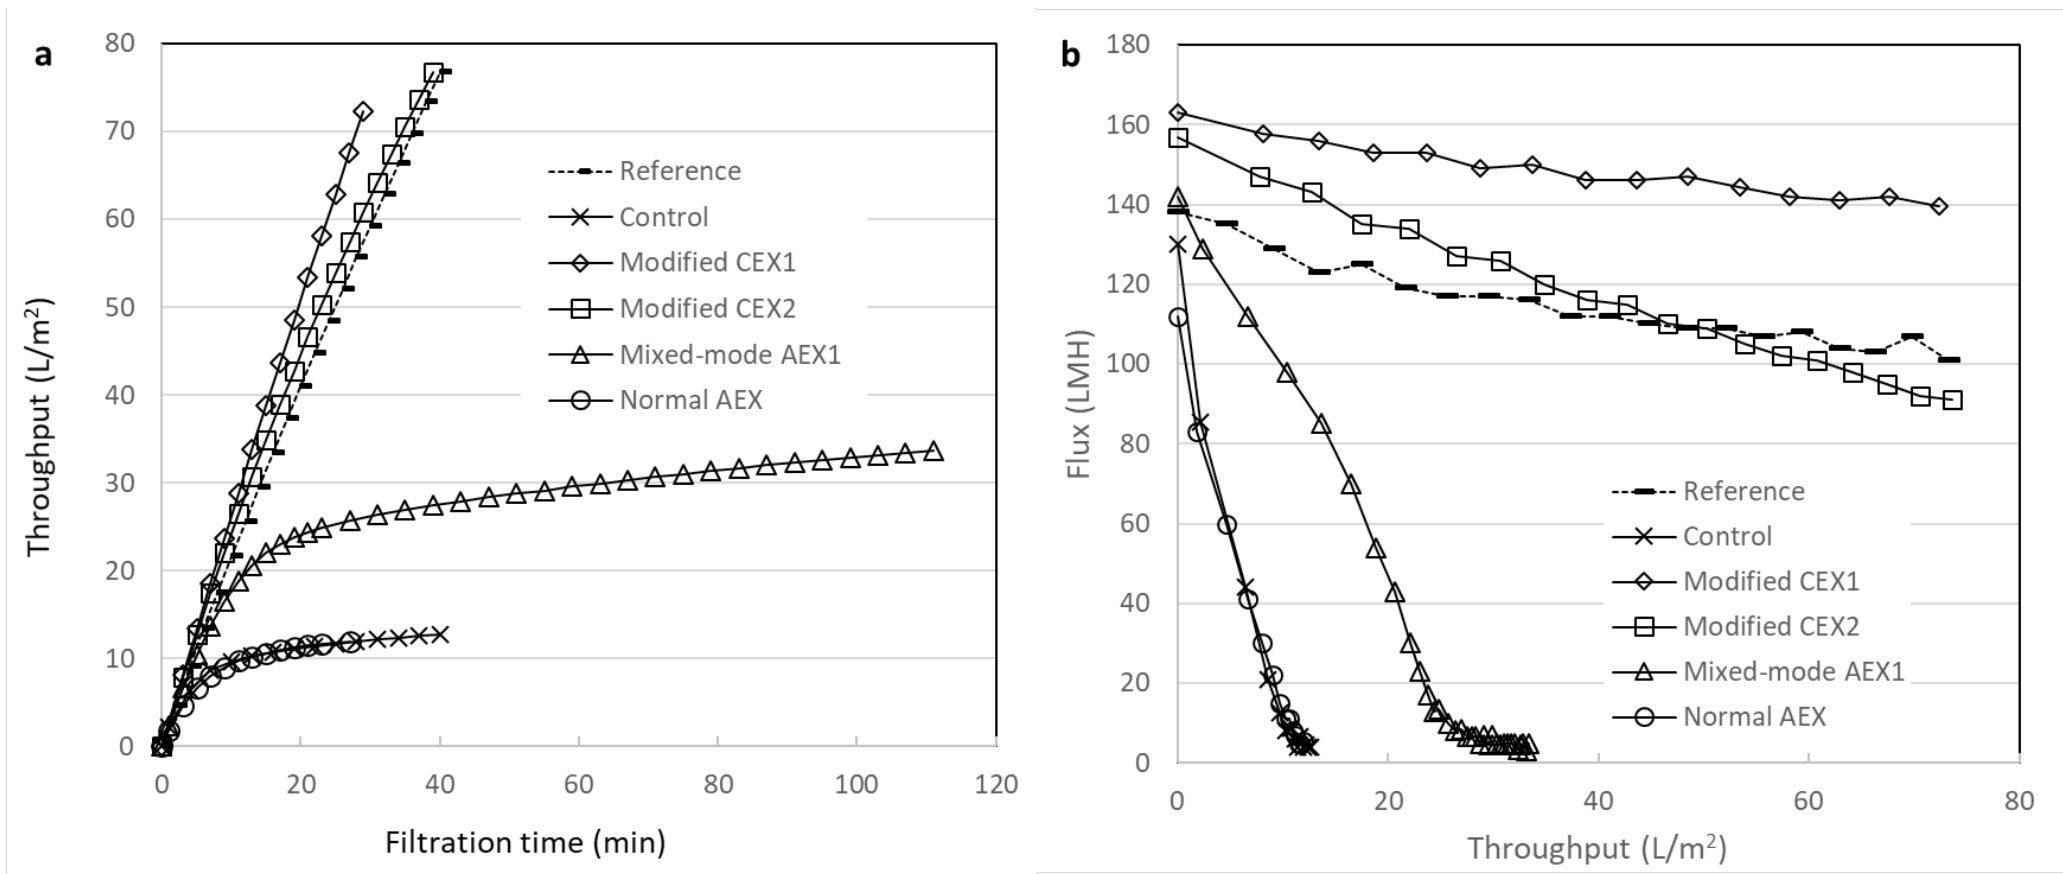 a
80
70
60
50
40
30
20
10
0
Throughput (L/m²)
0 20 40 60 80 100 120
Filtration time (min)
Reference
Control
Modified CEX1
Modified CEX2
Mixed-mode AEX1
Normal AEX
b
180
160
140
120
100
80
60
40
20
0
Flux (LMH)
0 20 40 60 80
Throughput (L/m²)
Reference
Control
Modified CEX1
Modified CEX2
Mixed-mode AEX1
Normal AEX